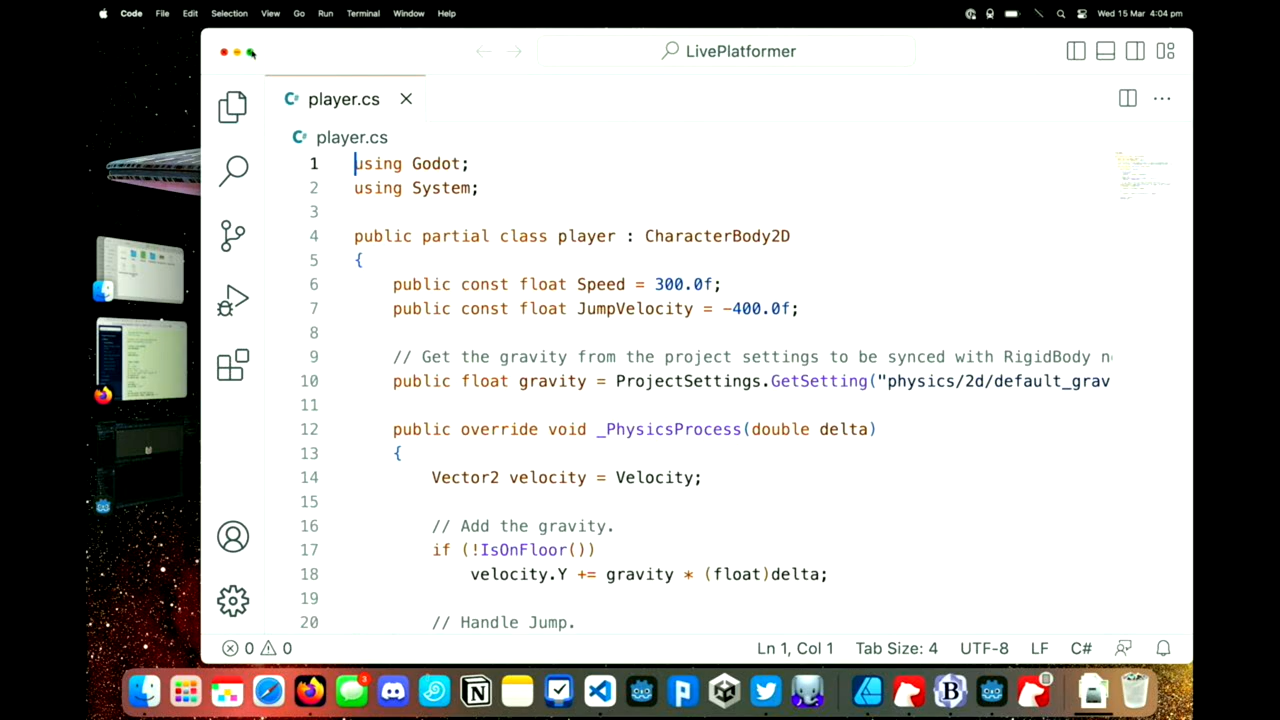 Code File Edit Selection View Go Run Terminal Window Help Wed 15 Mar 4:04 pm
LivePlatformer
player.cs
player.cs
1 using Godot;
2 using System;
3
4 public partial class player : CharacterBody2D
5 {
6 public const float Speed = 300.0f;
7 public const float JumpVelocity = -400.0f;
8
9 // Get the gravity from the project settings to be synced with RigidBody n
10 public float gravity = ProjectSettings.GetSetting("physics/2d/default_grav
11
12 public override void _PhysicsProcess(double delta)
13 {
14 Vector2 velocity = Velocity;
15
16 // Add the gravity.
17 if (!IsOnFloor())
18 velocity.Y += gravity * (float)delta;
19
20 // Handle Jump.
0 0 Ln 1, Col 1 Tab Size: 4 UTF-8 LF C#
3